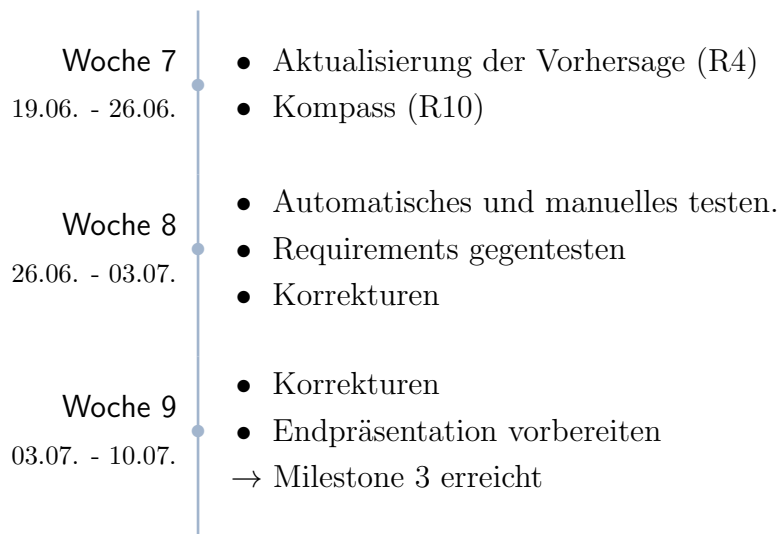 Woche 7
19.06. - 26.06.
• Aktualisierung der Vorhersage (R4)
• Kompass (R10)
Woche 8
26.06. - 03.07.
• Automatisches und manuelles testen.
• Requirements gegentesten
• Korrekturen
Woche 9
03.07. - 10.07.
• Korrekturen
• Endpräsentation vorbereiten
→ Milestone 3 erreicht